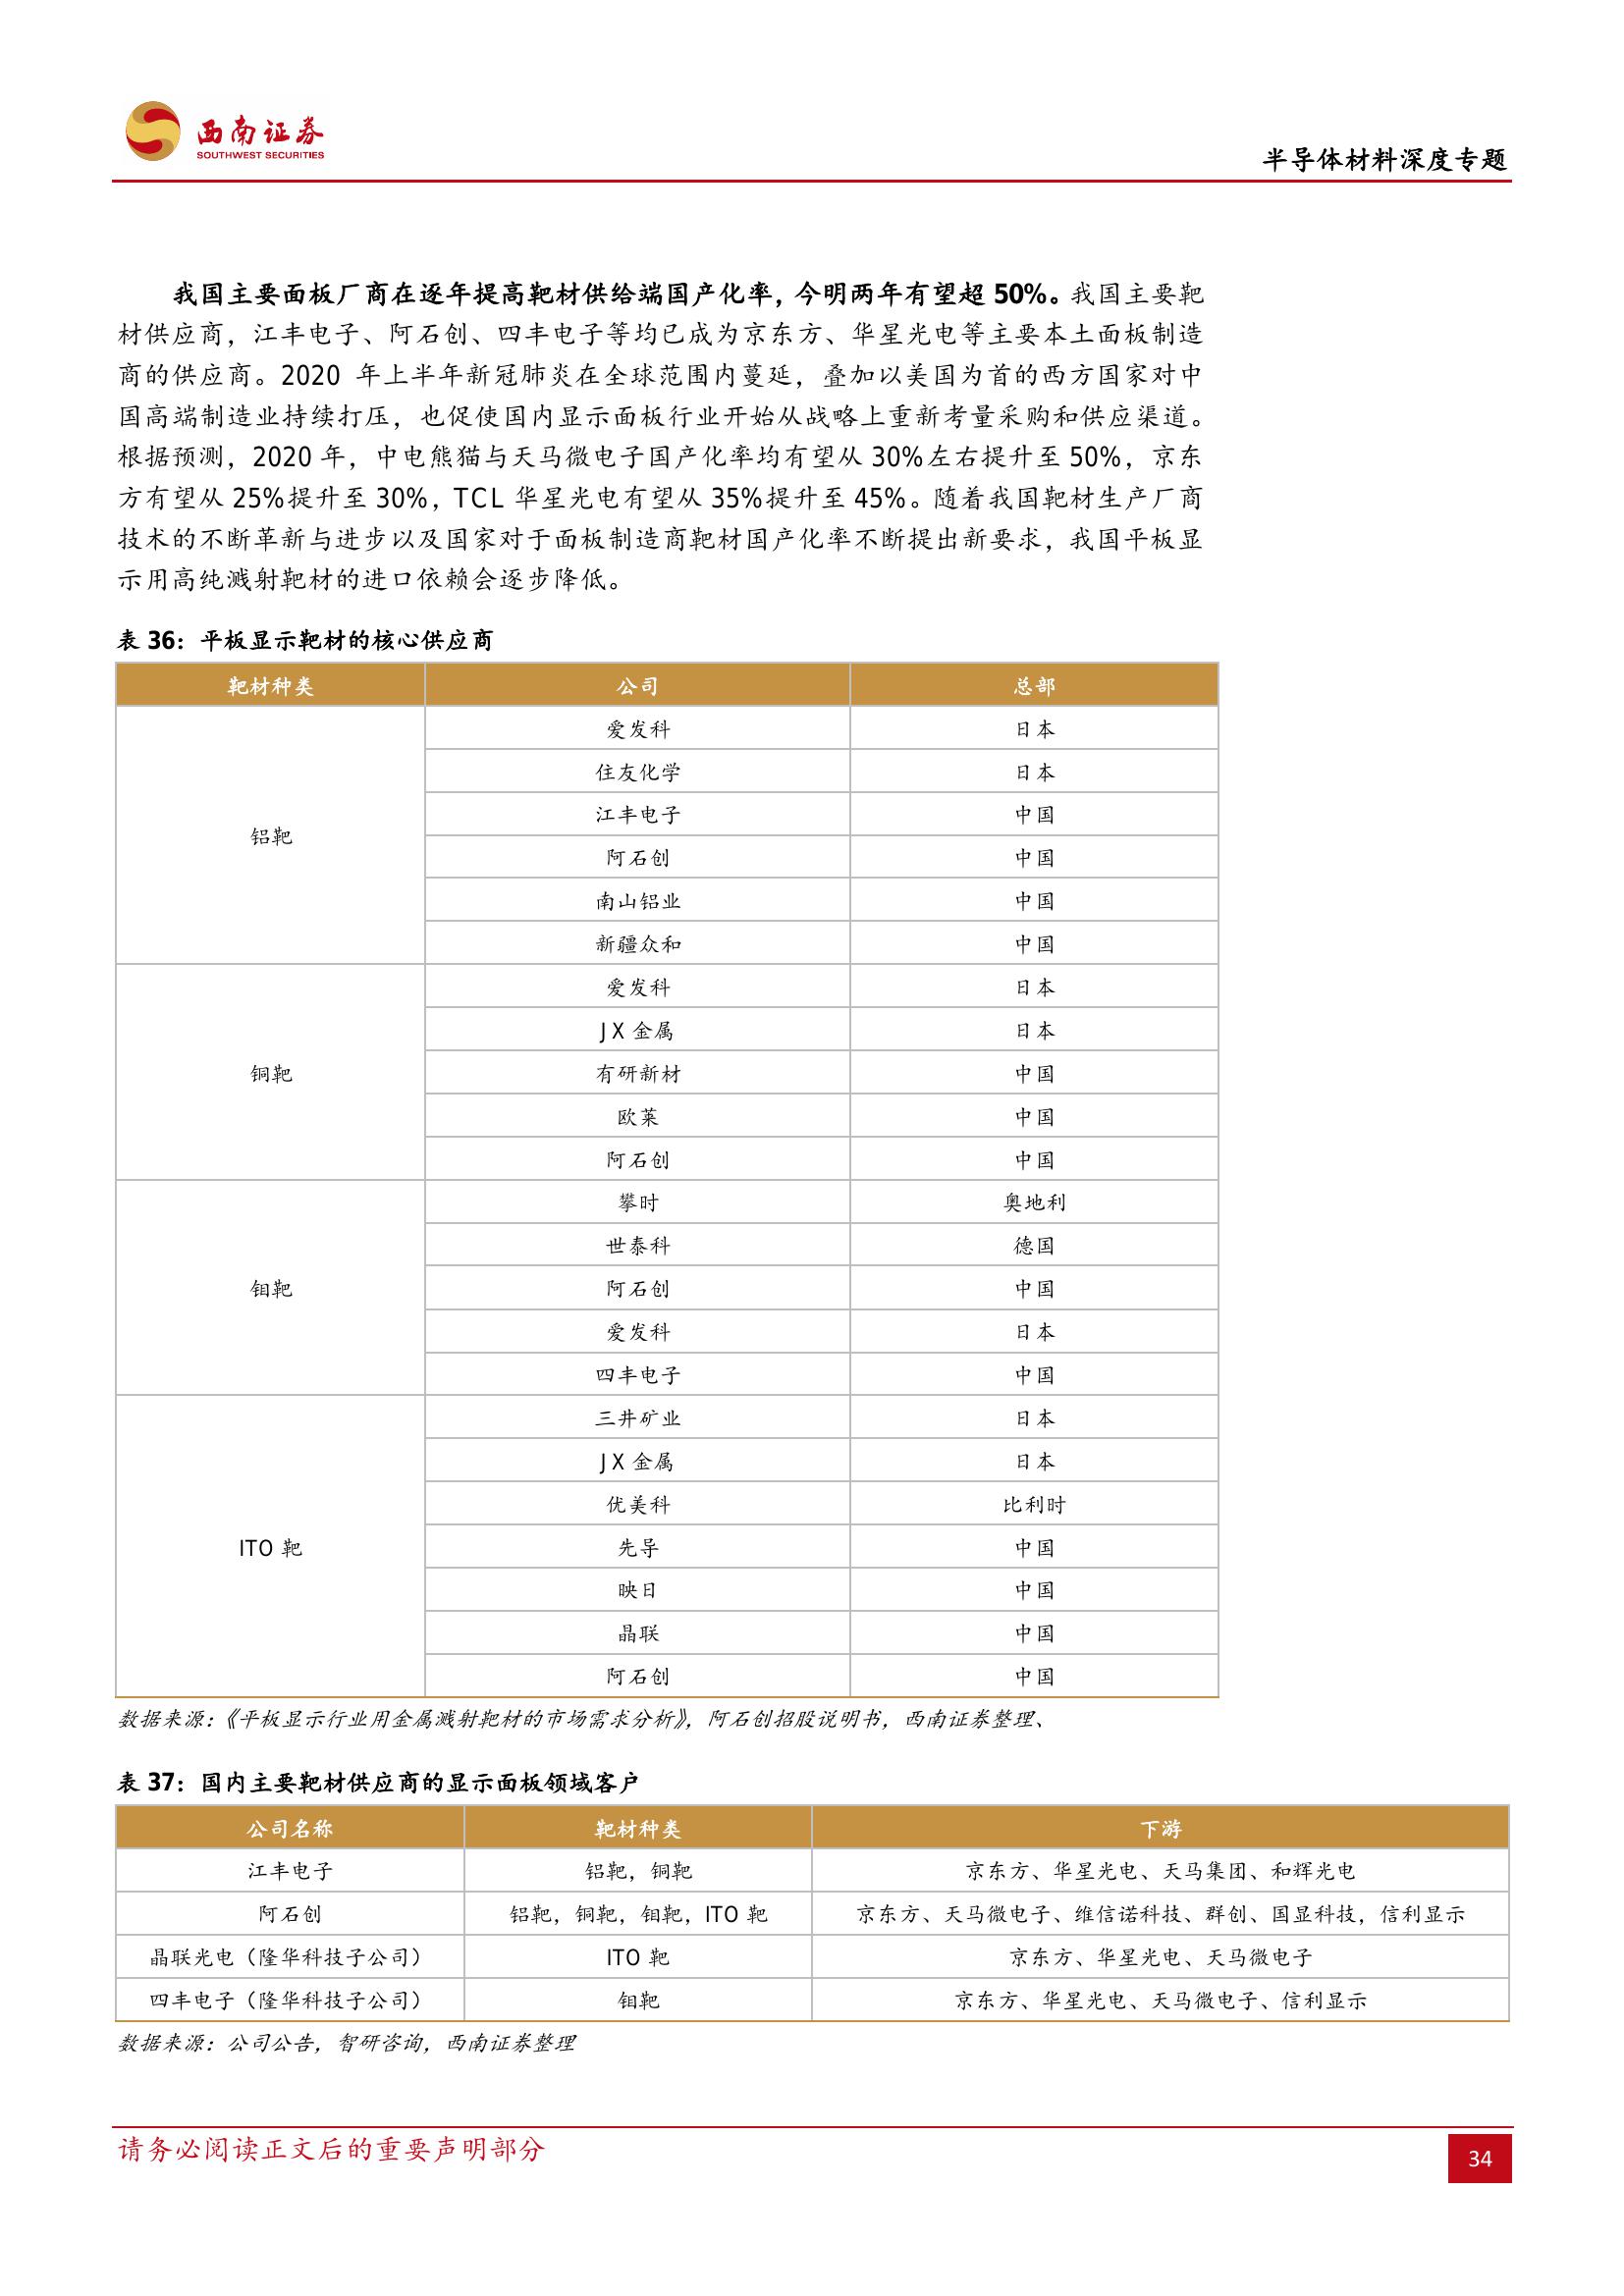 西南证券
SOUTHWEST SECURITIES
半导体材料深度专题
我国主要面板厂商在逐年提高靶材供给端国产化率，今明两年有望超 50%。我国主要靶
材供应商，江丰电子、阿石创、四丰电子等均已成为京东方、华星光电等主要本土面板制造
商的供应商。2020 年上半年新冠肺炎在全球范围内蔓延，叠加以美国为首的西方国家对中
国高端制造业持续打压，也促使国内显示面板行业开始从战略上重新考量采购和供应渠道。
根据预测，2020 年，中电熊猫与天马微电子国产化率均有望从 30%左右提升至 50%，京东
方有望从 25%提升至 30%，TCL 华星光电有望从 35%提升至 45%。随着我国靶材生产厂商
技术的不断革新与进步以及国家对于面板制造商靶材国产化率不断提出新要求，我国平板显
示用高纯溅射靶材的进口依赖会逐步降低。
表 36：平板显示靶材的核心供应商
靶材种类 公司 总部
铝靶
爱发科 日本
住友化学 日本
江丰电子 中国
阿石创 中国
南山铝业 中国
新疆众和 中国
铜靶
爱发科 日本
JX 金属 日本
有研新材 中国
欧莱 中国
阿石创 中国
钼靶
攀时 奥地利
世泰科 德国
阿石创 中国
爱发科 日本
四丰电子 中国
ITO 靶
三井矿业 日本
JX 金属 日本
优美科 比利时
先导 中国
映日 中国
晶联 中国
阿石创 中国
数据来源：《平板显示行业用金属溅射靶材的市场需求分析》，阿石创招股说明书，西南证券整理、
表 37：国内主要靶材供应商的显示面板领域客户
公司名称 靶材种类 下游
江丰电子 铝靶，铜靶 京东方、华星光电、天马集团、和辉光电
阿石创 铝靶，铜靶，钼靶，ITO 靶 京东方、天马微电子、维信诺科技、群创、国显科技，信利显示
晶联光电（隆华科技子公司） ITO 靶 京东方、华星光电、天马微电子
四丰电子（隆华科技子公司） 钼靶 京东方、华星光电、天马微电子、信利显示
数据来源：公司公告，智研咨询，西南证券整理
请务必阅读正文后的重要声明部分
34